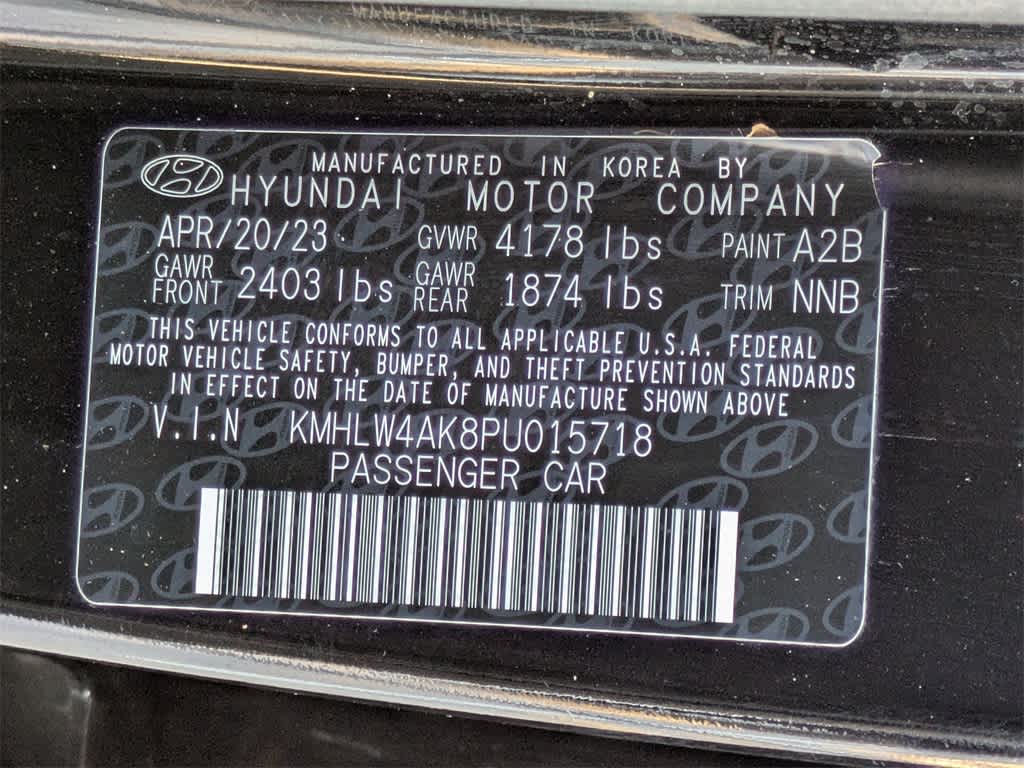 MANUFACTURED IN KOREA BY
HYUNDAI MOTOR COMPANY
APR/20/23 GVWR 4178 lbs PAINT A2B
GAWR FRONT 2403 lbs GAWR REAR 1874 lbs TRIM NNB
THIS VEHICLE CONFORMS TO ALL APPLICABLE U.S.A. FEDERAL
MOTOR VEHICLE SAFETY, BUMPER, AND THEFT PREVENTION STANDARDS
IN EFFECT ON THE DATE OF MANUFACTURE SHOWN ABOVE
V.I.N KMHLW4AK8PU015718
PASSENGER CAR